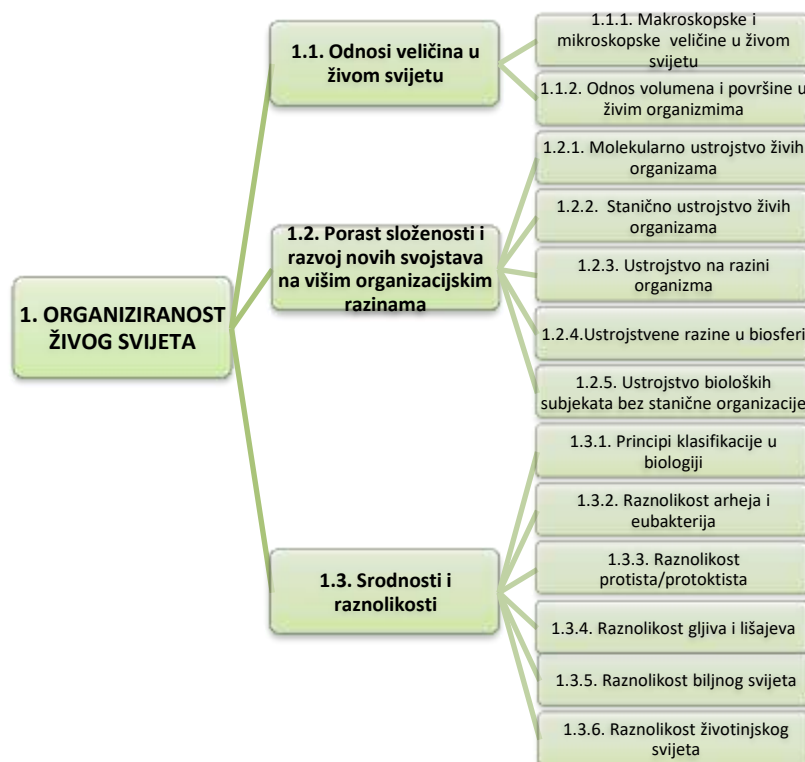 1. ORGANIZIRANOST
ŽIVOG SVIJETA
1.1. Odnosi veličina u
živom svijetu
1.1.1. Makroskopske i
mikroskopske veličine u živom
svijetu
1.1.2. Odnos volumena i površine u
živim organizmima
1.2. Porast složenosti i
razvoj novih svojstava
na višim organizacijskim
razinama
1.2.1. Molekularno ustrojstvo živih
organizama
1.2.2. Stanično ustrojstvo živih
organizama
1.2.3. Ustrojstvo na razini
organizma
1.2.4.Ustrojstvene razine u biosferi
1.2.5. Ustrojstvo bioloških
subjekata bez stanične organizacije
1.3. Srodnosti i
raznolikosti
1.3.1. Principi klasifikacije u
biologiji
1.3.2. Raznolikost arheja i
eubakterija
1.3.3. Raznolikost
protista/protoktista
1.3.4. Raznolikost gljiva i lišajeva
1.3.5. Raznolikost biljnog svijeta
1.3.6. Raznolikost životinjskog
svijeta